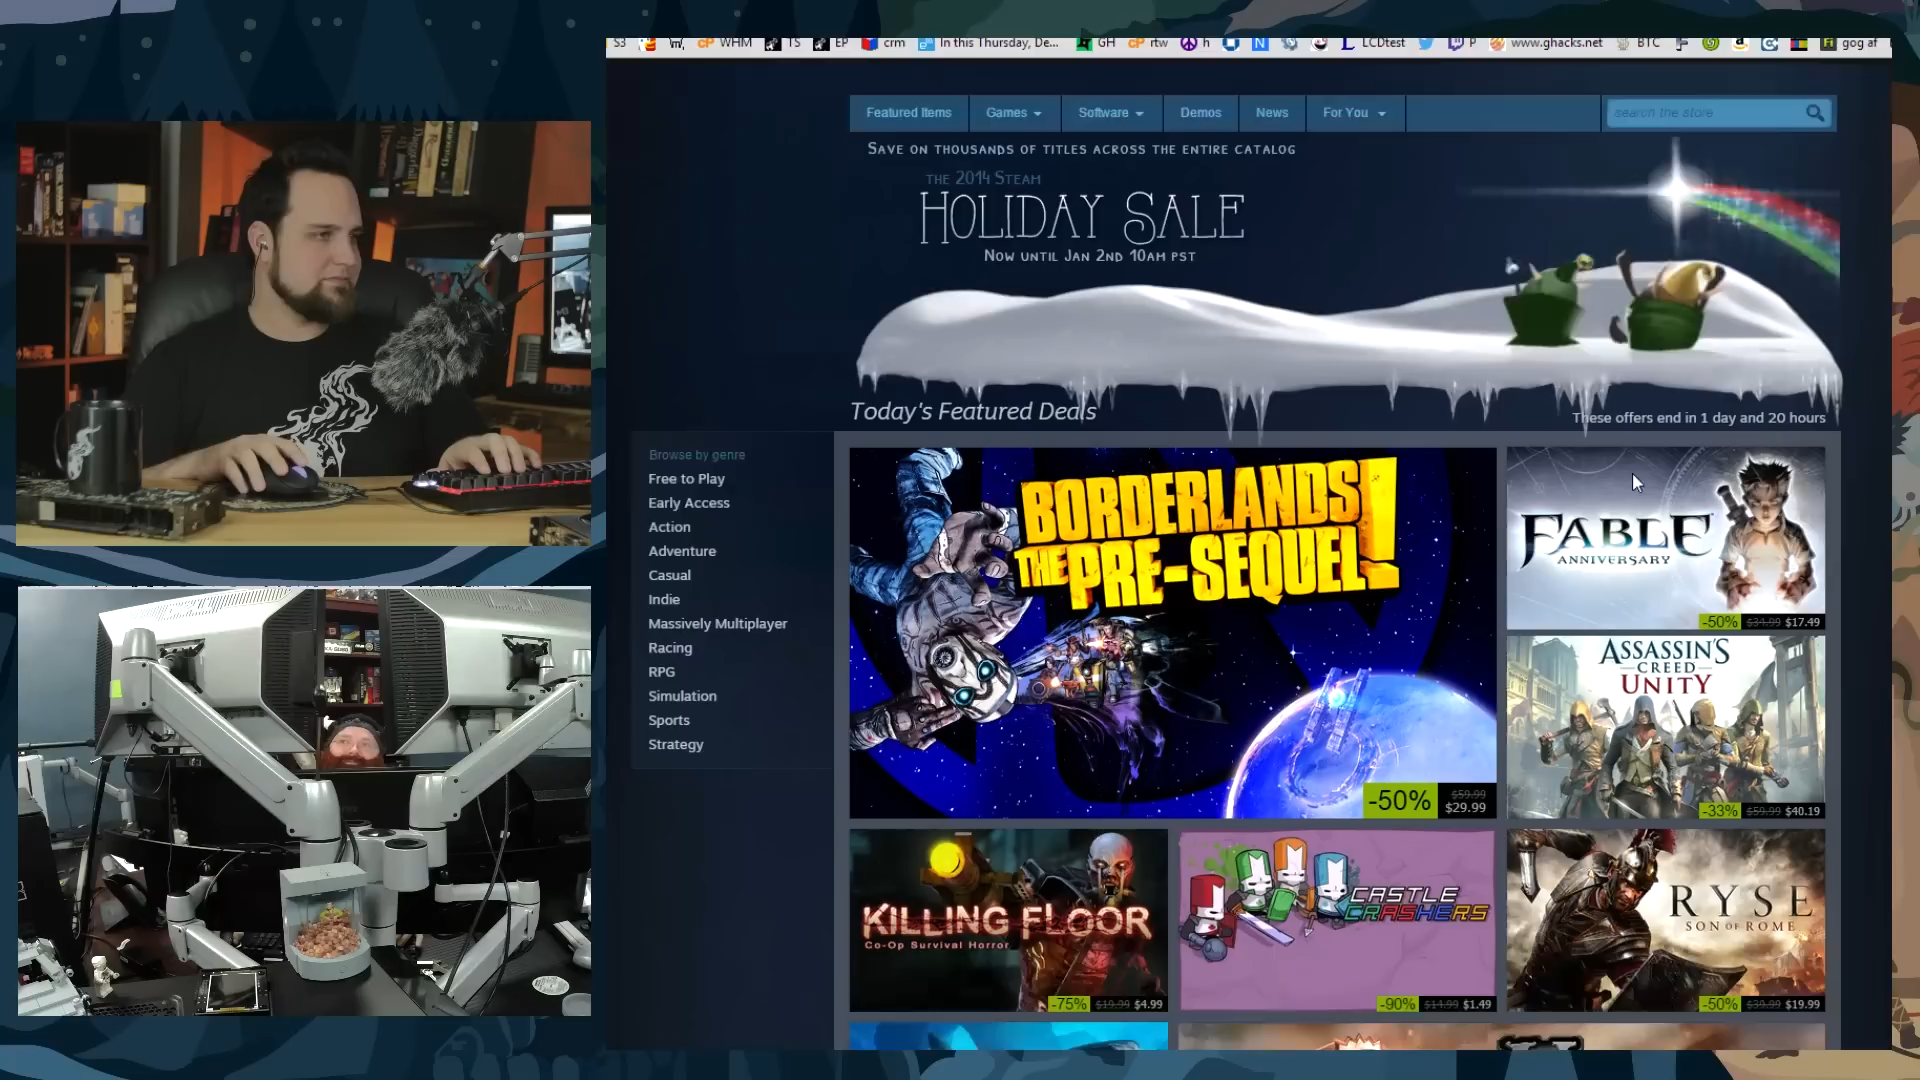 S3
WHM
TS
EP
crm
In this Thursday, De...
GH
rtw
h
LCDtest
P
www.ghacks.net
BTC
gog af
Featured Items
Games
Software
Demos
News
For You
search the store
Save on thousands of titles across the entire catalog
the 2014 Steam
Holiday Sale
Now until Jan 2nd 10am PST
Today's Featured Deals
These offers end in 1 day and 20 hours
Browse by genre
Free to Play
Early Access
Action
Adventure
Casual
Indie
Massively Multiplayer
Racing
RPG
Simulation
Sports
Strategy
BORDERLANDS
THE PRE-SEQUEL!
-50% $59.99
$29.99
FABLE
ANNIVERSARY
-50% $34.99 $17.49
ASSASSIN'S
CREED
UNITY
-33% $59.99 $40.19
KILLING FLOOR
Co-Op Survival Horror
-75% $19.99 $4.99
CASTLE
CRASHERS
-90% $14.99 $1.49
RYSE
SON OF ROME
-50% $39.99 $19.99